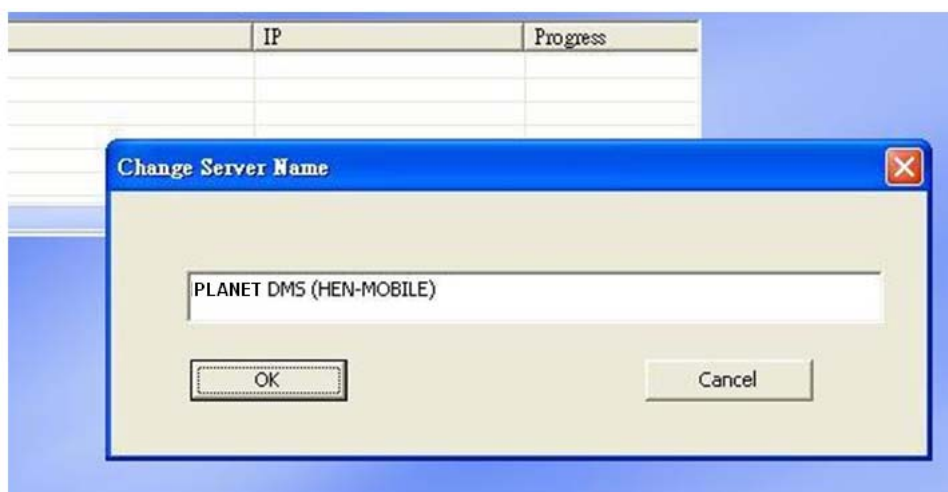 IP Progress
Change Server Name
PLANET DMS (HEN-MOBILE)
OK Cancel